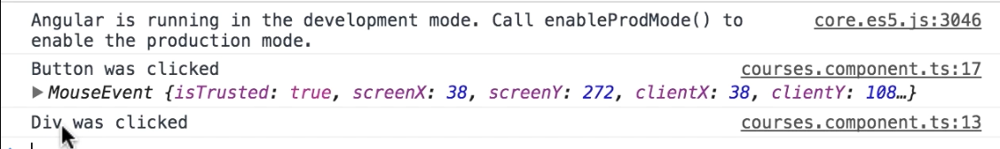 Angular is running in the development mode. Call enableProdMode() to core.es5.js:3046
enable the production mode.
Button was clicked courses.component.ts:17
▶MouseEvent {isTrusted: true, screenX: 38, screenY: 272, clientX: 38, clientY: 108…}
Div was clicked courses.component.ts:13